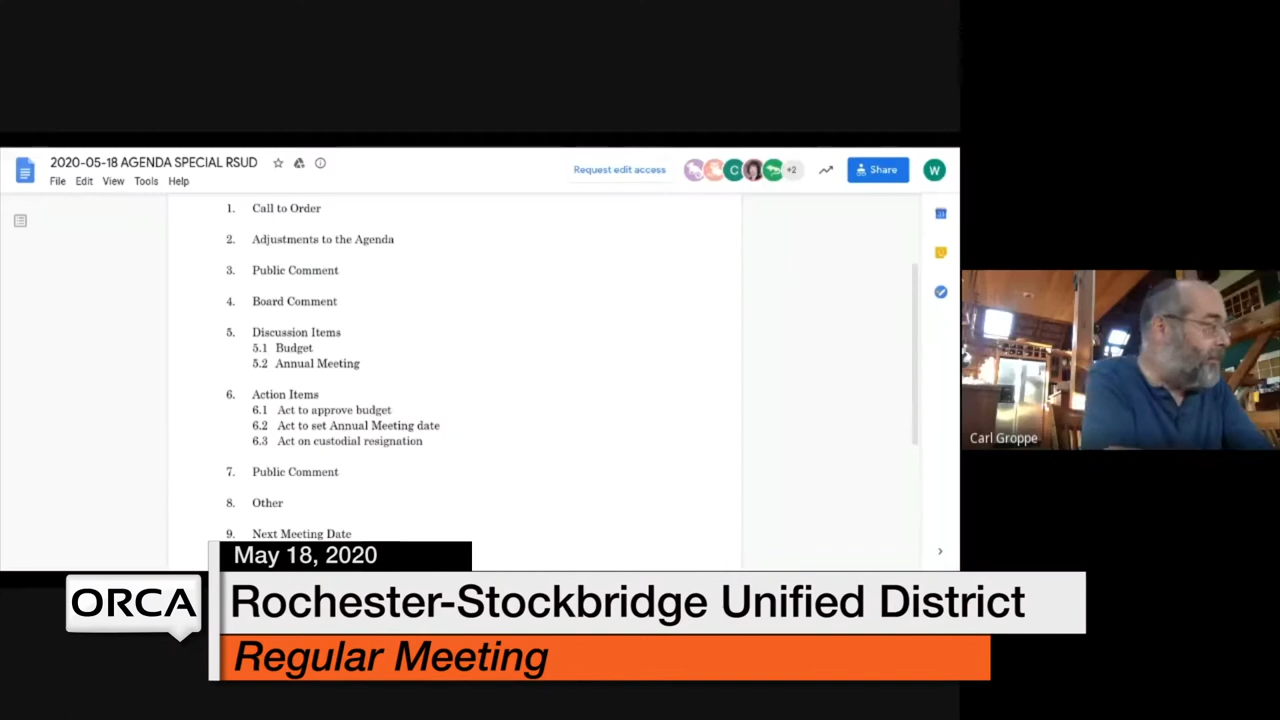 2020-05-18 AGENDA SPECIAL RSUD
File Edit View Tools Help
Request edit access
C
+2
Share
W
1. Call to Order
2. Adjustments to the Agenda
3. Public Comment
4. Board Comment
5. Discussion Items
5.1 Budget
5.2 Annual Meeting
6. Action Items
6.1 Act to approve budget
6.2 Act to set Annual Meeting date
6.3 Act on custodial resignation
7. Public Comment
8. Other
9. Next Meeting Date
Carl Groppe
May 18, 2020
ORCA
Rochester-Stockbridge Unified District
Regular Meeting